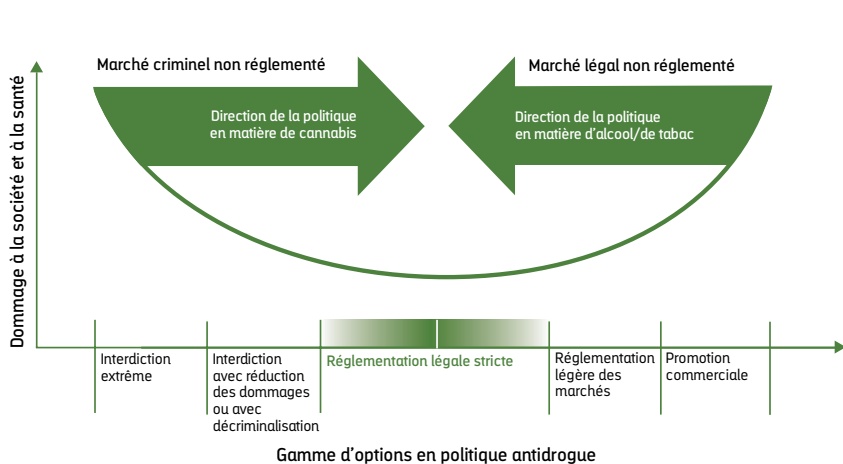 Marché criminel non réglementé
Marché légal non réglementé
Direction de la politique
en matière de cannabis
Direction de la politique
en matière d'alcool/de tabac
Dommage à la société et à la santé
Interdiction
extrême
Interdiction
avec réduction
des dommages
ou avec
décriminalisation
Réglementation légale stricte
Réglementation
légère des
marchés
Promotion
commerciale
Gamme d'options en politique antidrogue